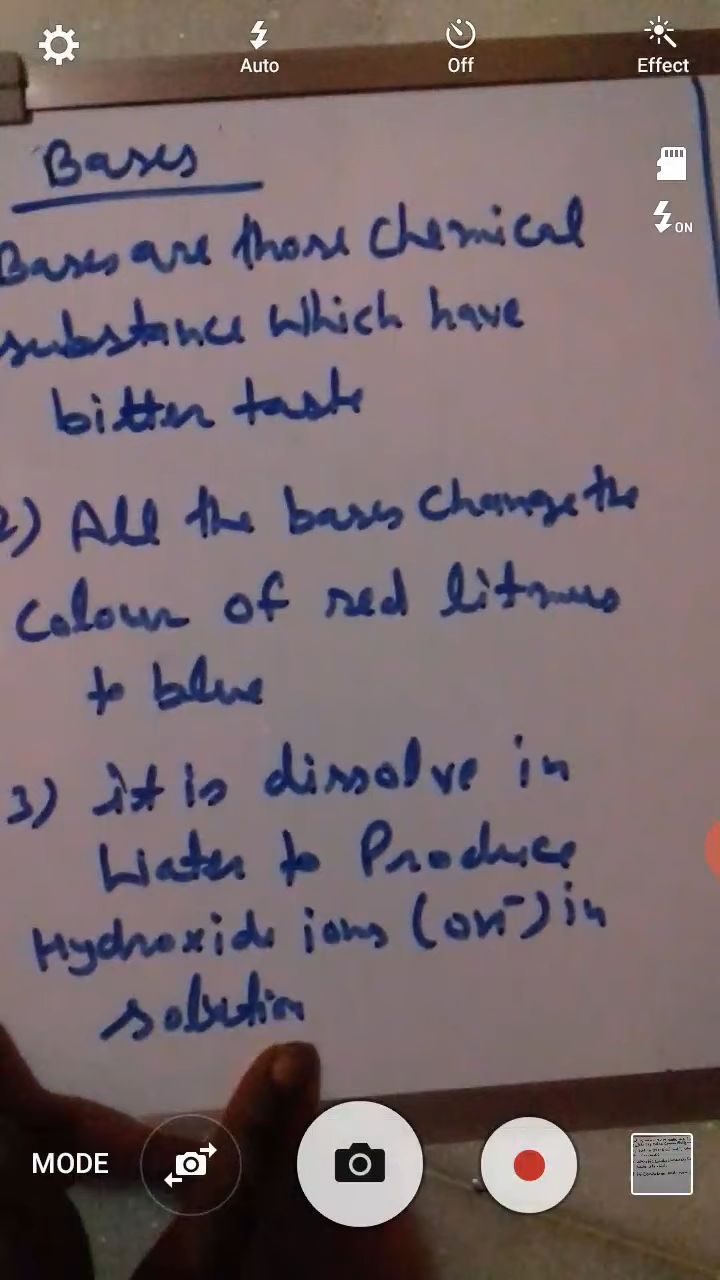 Auto
Off
Effect
ON
Bases
Bases are those chemical
substance which have
bitter taste
2) All the bases change the
colour of red litmus
to blue
3) it is dissolve in
water to Produce
Hydroxide ions (OH⁻) in
solution
MODE